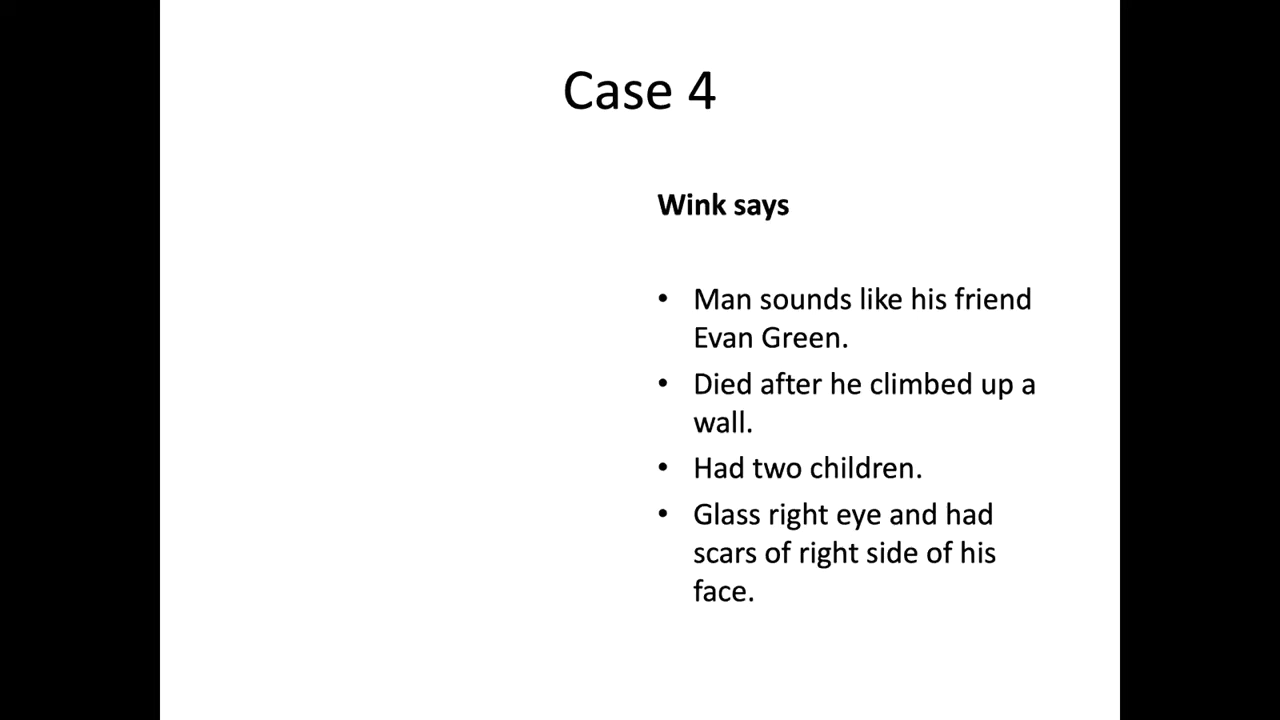 Case 4
Wink says
• Man sounds like his friend
Evan Green.
• Died after he climbed up a
wall.
• Had two children.
• Glass right eye and had
scars of right side of his
face.